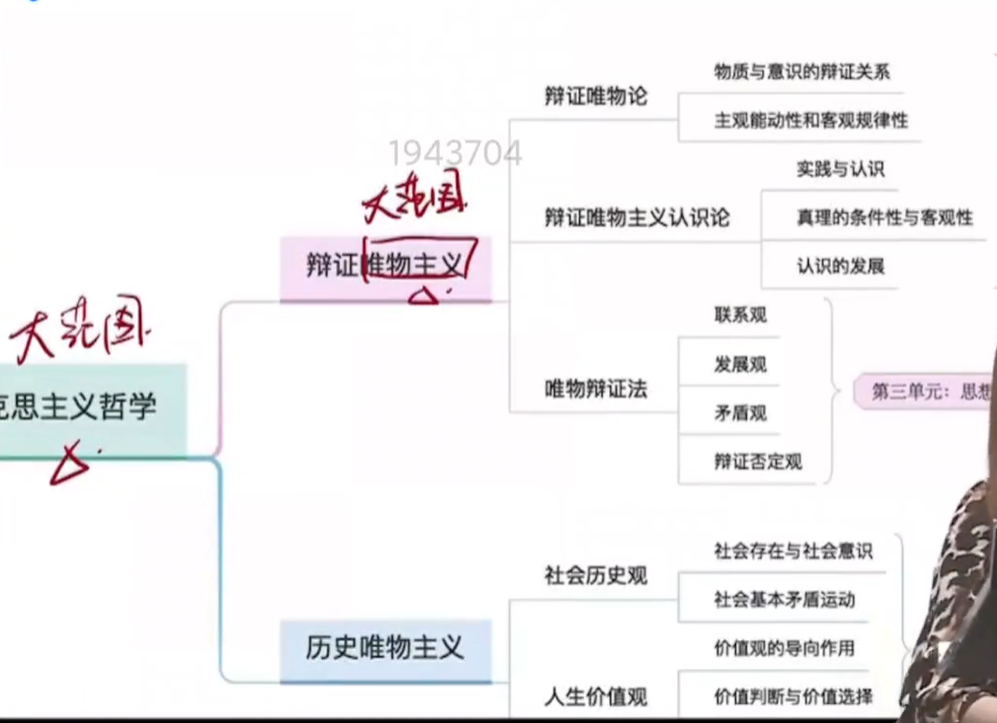 物质与意识的辩证关系
辩证唯物论
主观能动性和客观规律性
1943704
实践与认识
大范围
辩证唯物主义认识论
真理的条件性与客观性
辩证唯物主义
认识的发展
大范围
联系观
发展观
克思主义哲学
唯物辩证法
第三单元：思想
矛盾观
辩证否定观
社会存在与社会意识
社会历史观
社会基本矛盾运动
历史唯物主义
价值观的导向作用
人生价值观
价值判断与价值选择